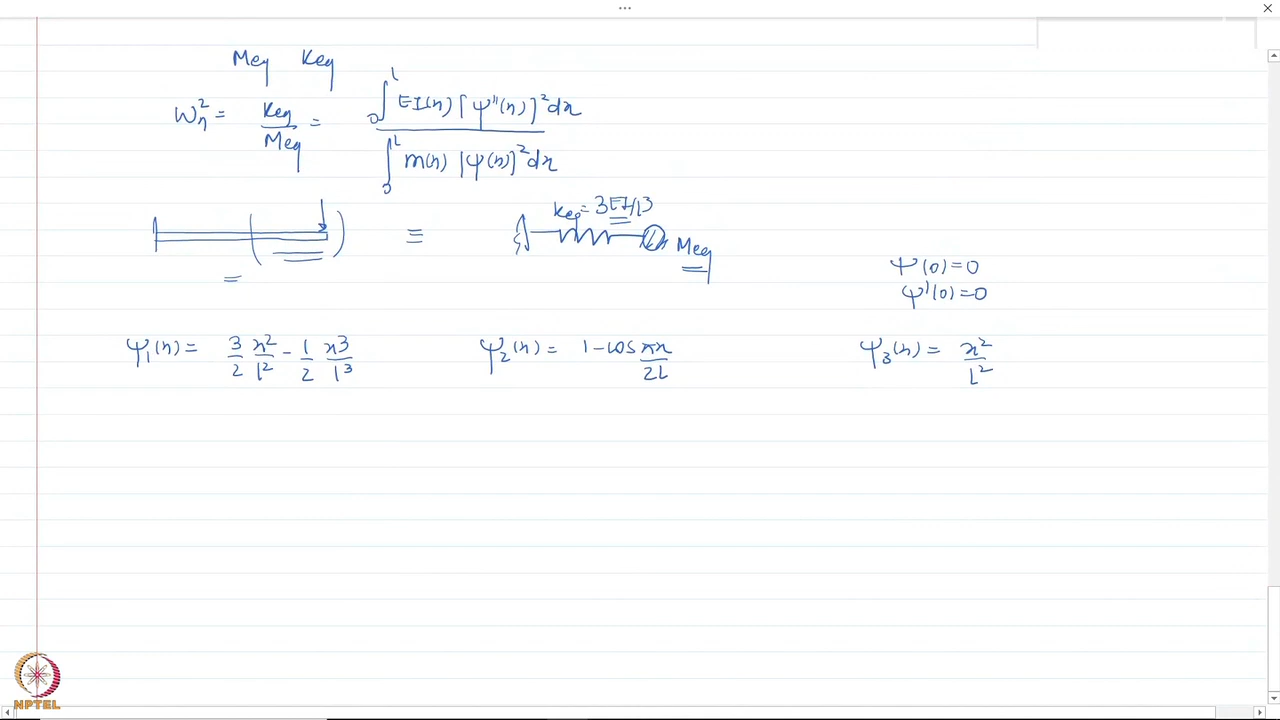 Meq Keq
ωn² = Keq/Meq = ∫₀ᴸ EI(x) [ψ''(x)]² dx / ∫₀ᴸ m(x) [ψ(x)]² dx
≡ Keq = 3EI/l3 Meq
=
ψ(0) = 0
ψ'(0) = 0
ψ₁(x) = 3/2 x²/l² - 1/2 x3/l³ ψ₂(x) = 1 - cos πx/2l ψ₃(x) = x²/l²
NPTEL